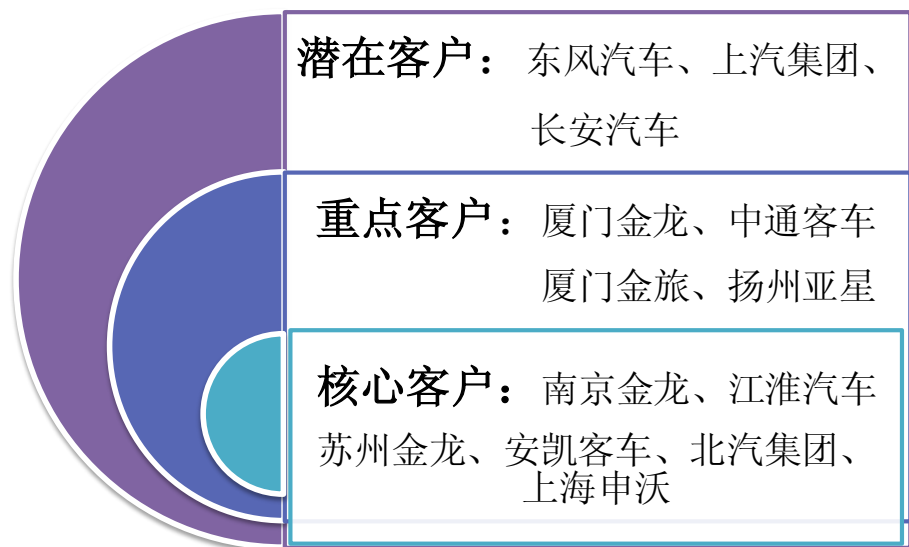 潜在客户：东风汽车、上汽集团、
长安汽车
重点客户：厦门金龙、中通客车
厦门金旅、扬州亚星
核心客户：南京金龙、江淮汽车
苏州金龙、安凯客车、北汽集团、
上海申沃